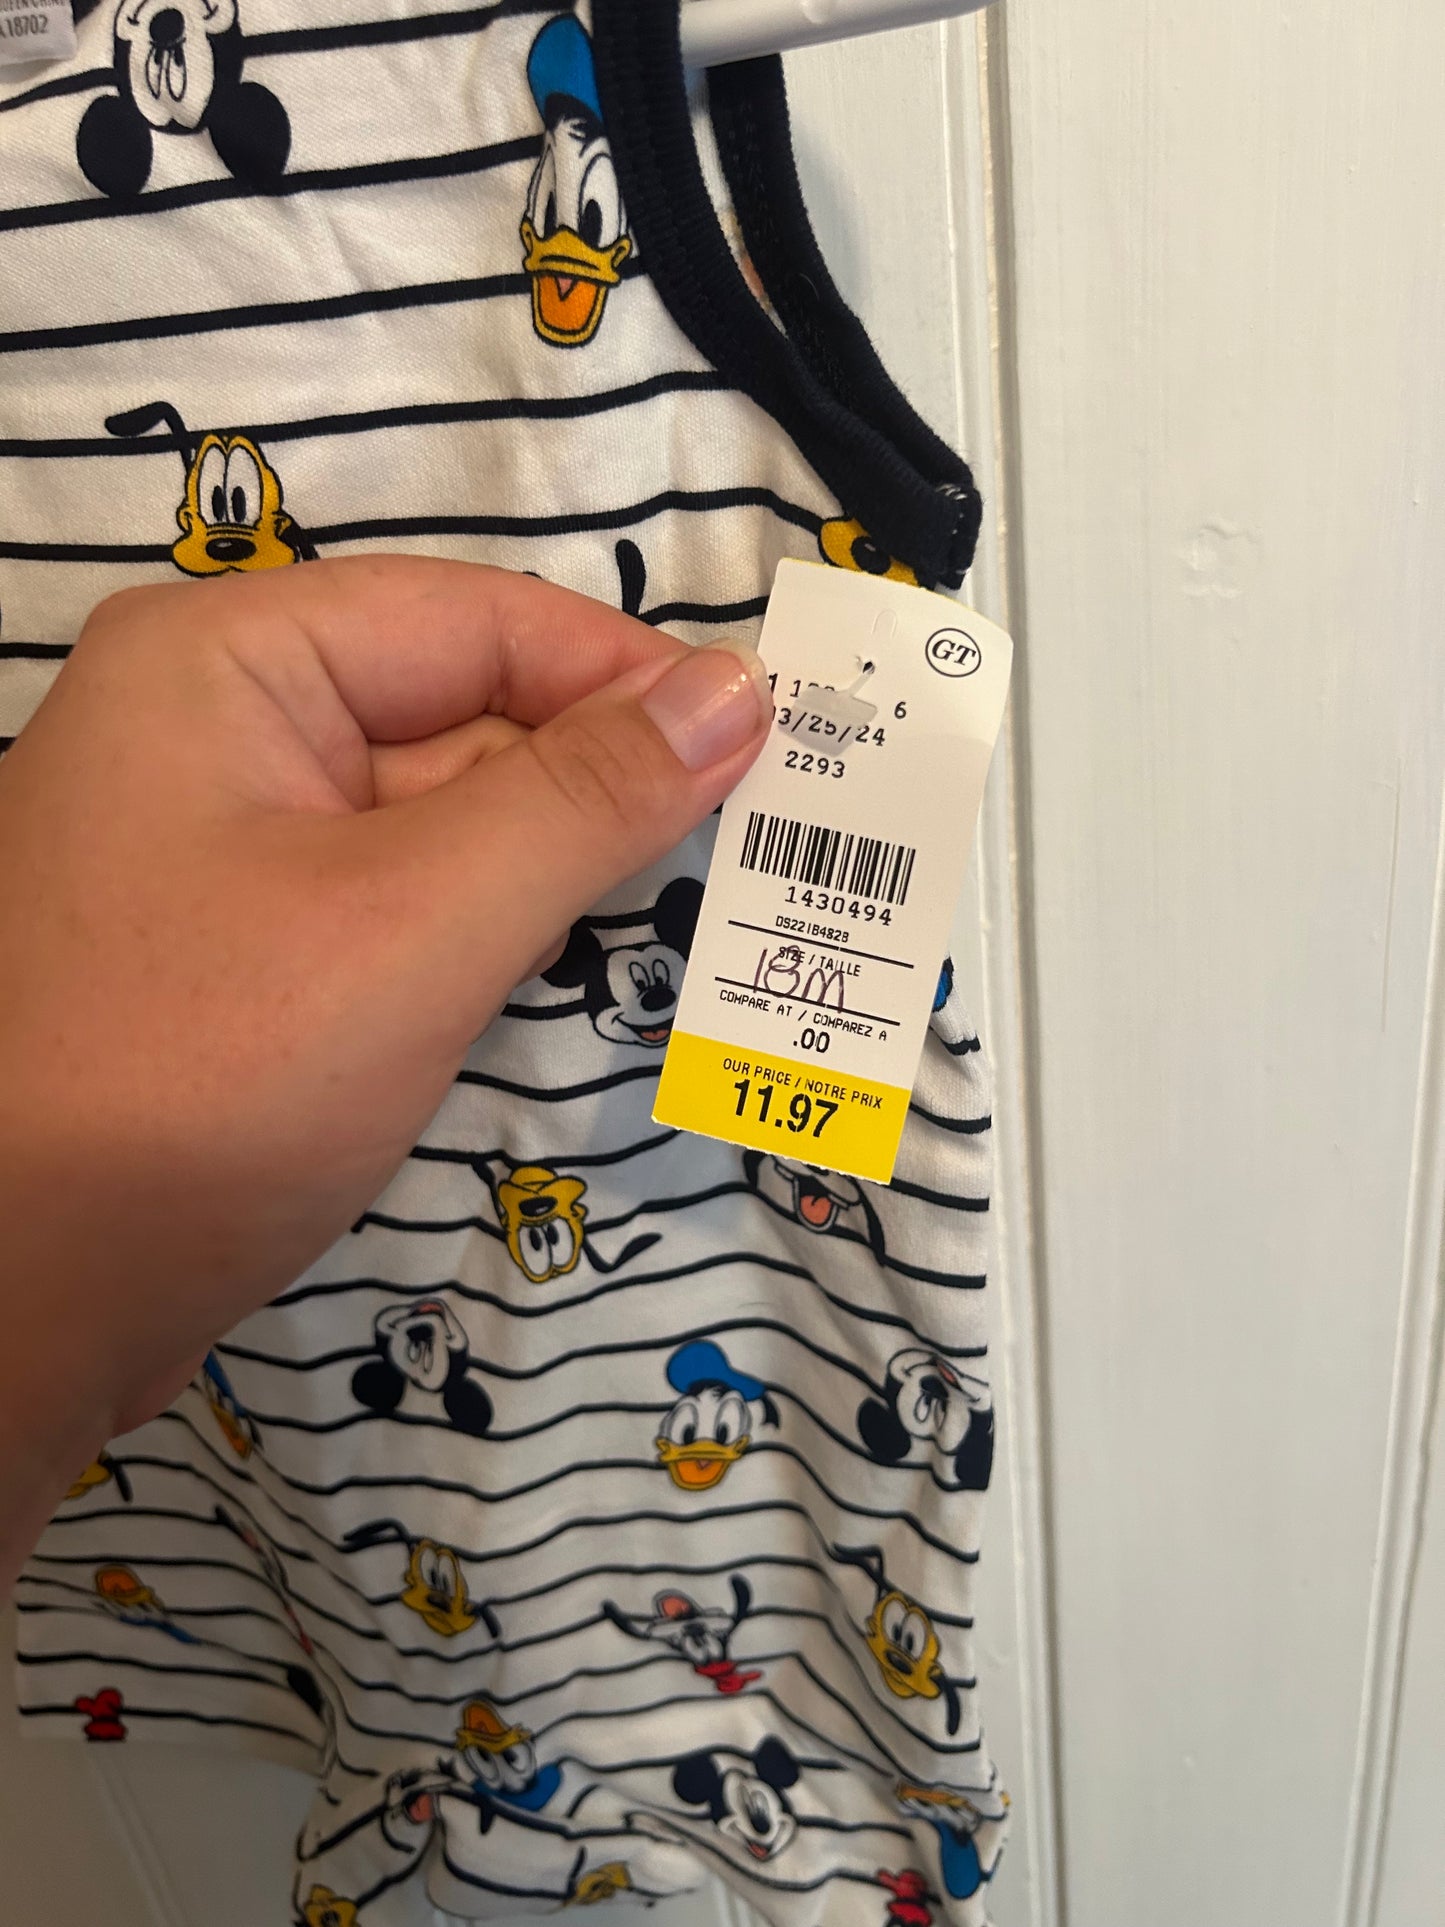 18702
GT
6
3/25/24
2293
1430494
DS221B482B
SIZE / TAILLE
18M
COMPARE AT / COMPAREZ A
.00
OUR PRICE / NOTRE PRIX
11.97